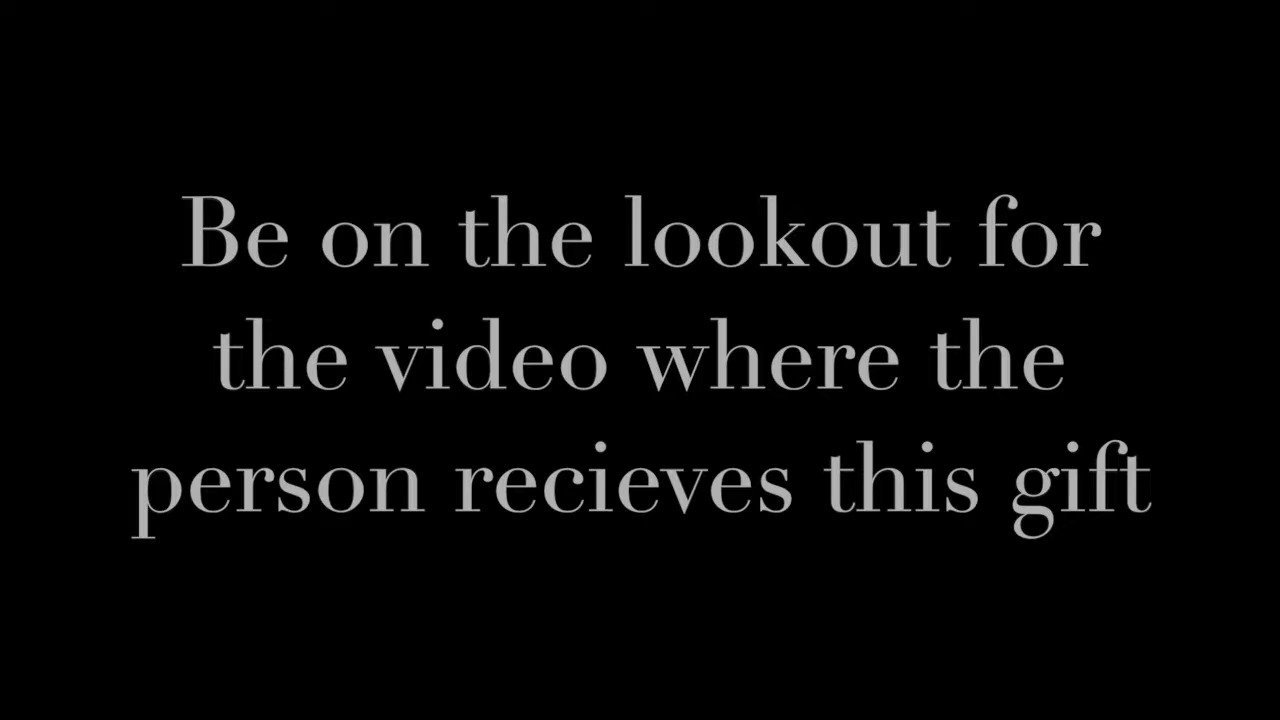 Be on the lookout for
the video where the
person recieves this gift